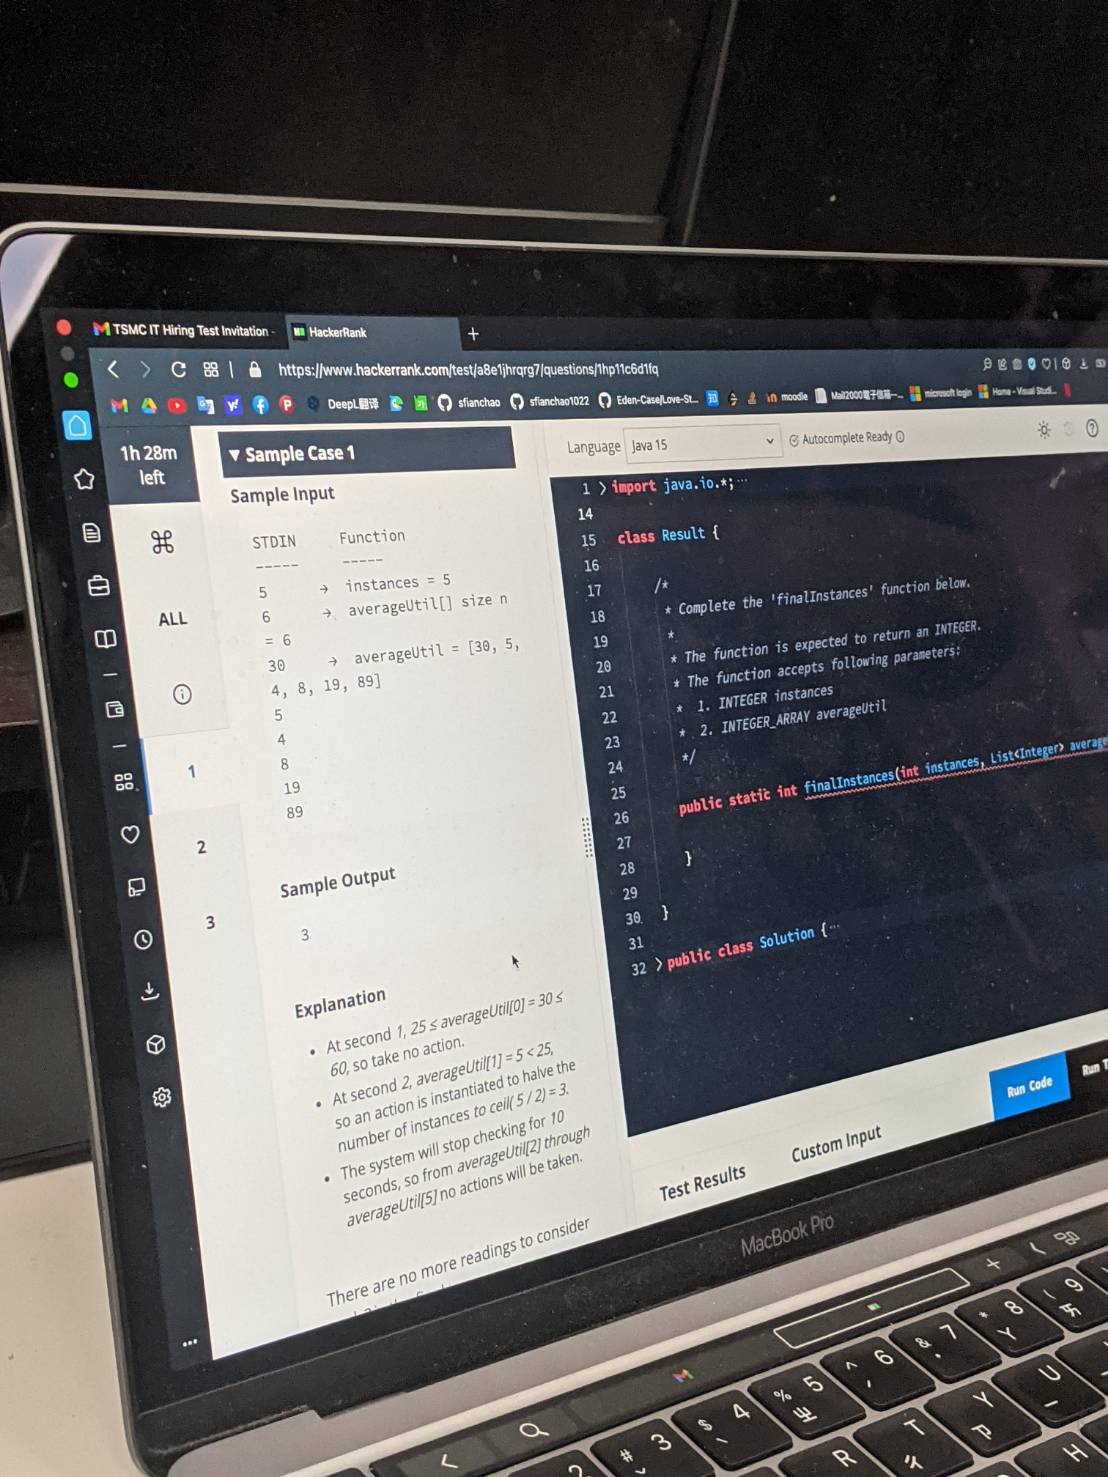 TSMC IT Hiring Test Invitation -
HackerRank
https://www.hackerrank.com/test/a8e1jhrqrg7/questions/1hp11c6d1fq
DeepL翻译
sfianchao
sfianchao1022
Eden-Case/Love-St...
moodle
Mail2000電子信箱—...
microsoft login
Home - Visual Studi...
1h 28m
left
ALL
1
2
3
▼ Sample Case 1
Sample Input
STDIN Function
----- -----
5 → instances = 5
6 → averageUtil[] size n
= 6
30 → averageUtil = [30, 5,
4, 8, 19, 89]
5
4
8
19
89
Sample Output
3
Explanation
• At second 1, 25 ≤ averageUtil[0] = 30 ≤
60, so take no action.
• At second 2, averageUtil[1] = 5 < 25,
so an action is instantiated to halve the
number of instances to ceil( 5 / 2) = 3.
• The system will stop checking for 10
seconds, so from averageUtil[2] through
averageUtil[5] no actions will be taken.
There are no more readings to consider
Language Java 15
Autocomplete Ready
1 > import java.io.*;...
14
15 class Result {
16
17 /*
18 * Complete the 'finalInstances' function below.
19 *
20 * The function is expected to return an INTEGER.
21 * The function accepts following parameters:
22 * 1. INTEGER instances
23 * 2. INTEGER_ARRAY averageUtil
24 */
25
26 public static int finalInstances(int instances, List<Integer> average
27
28 }
29
30 }
31
32 > public class Solution {...
Run Code
Run T
Test Results
Custom Input
MacBook Pro
# 3
$ 4
% 5
^ 6
& 7
* 8
( 9
R
T
Y
U
H